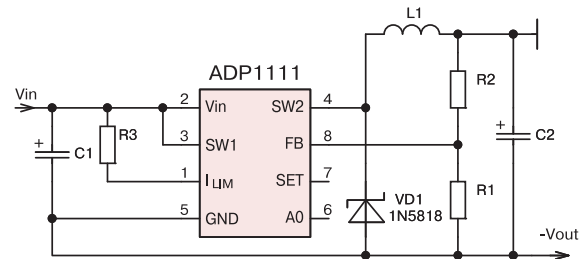 L1
ADP1111
Vin
2 Vin SW2 4
R2
+
R3
3 SW1 FB 8
+
C1
C2
1 ILIM SET 7
R1
VD1
1N5818
5 GND A0 6
-Vout